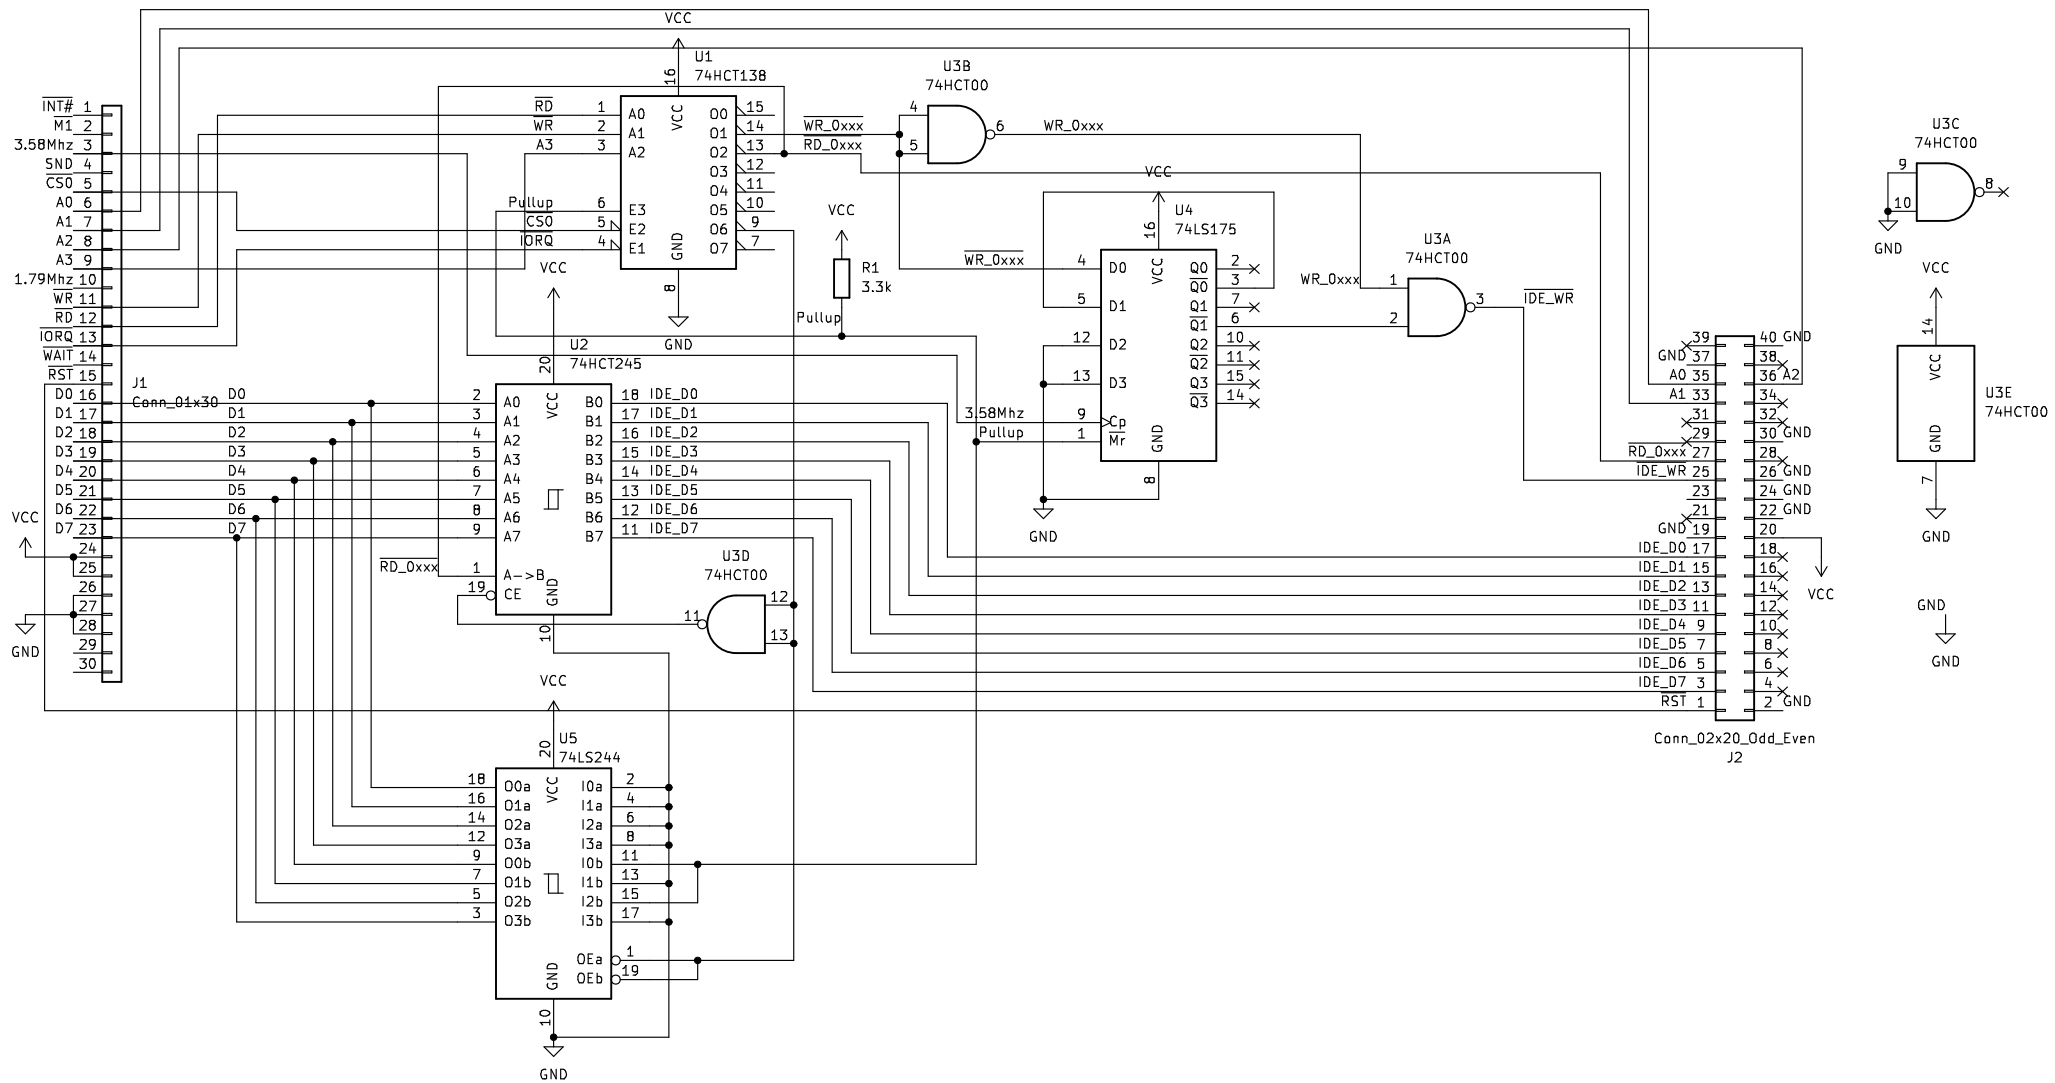 VCC
U1
74HCT138
16
VCC
GND
8
GND
RD 1 A0
WR 2 A1
A3 3 A2
Pullup 6 E3
CS0 5 E2
IORQ 4 E1
O0 15
O1 14 WR_0xxx
O2 13 RD_0xxx
O3 12
O4 11
O5 10
O6 9
O7 7
U3B
74HCT00
4
5
6 WR_0xxx
U3C
74HCT00
9
10
8
GND
INT# 1
M1 2
3.58Mhz 3
SND 4
CS0 5
A0 6
A1 7
A2 8
A3 9
1.79Mhz 10
WR 11
RD 12
IORQ 13
WAIT 14
RST 15
D0 16
D1 17
D2 18
D3 19
D4 20
D5 21
D6 22
D7 23
24
25
26
27
28
29
30
VCC
GND
J1
Conn_01x30
D0
D1
D2
D3
D4
D5
D6
D7
VCC
R1
3.3k
Pullup
VCC
U4
74LS175
16
VCC
GND
8
GND
WR_0xxx 4 D0
5 D1
12 D2
13 D3
3.58Mhz 9 Cp
Pullup 1 Mr
Q0 2
Q0 3
Q1 7
Q1 6
Q2 10
Q2 11
Q3 15
Q3 14
U3A
74HCT00
WR_0xxx 1
2
3 IDE_WR
VCC
14
VCC
GND
7
GND
U3E
74HCT00
VCC
U2
74HCT245
20
VCC
GND
10
2 A0
3 A1
4 A2
5 A3
6 A4
7 A5
8 A6
9 A7
RD_0xxx 1 A->B
19 CE
B0 18 IDE_D0
B1 17 IDE_D1
B2 16 IDE_D2
B3 15 IDE_D3
B4 14 IDE_D4
B5 13 IDE_D5
B6 12 IDE_D6
B7 11 IDE_D7
U3D
74HCT00
12
13
11
39 40 GND
GND 37 38
A0 35 36 A2
A1 33 34
31 32
29 30 GND
RD_0xxx 27 28
IDE_WR 25 26 GND
23 24 GND
21 22 GND
GND 19 20
IDE_D0 17 18
IDE_D1 15 16
IDE_D2 13 14
IDE_D3 11 12
IDE_D4 9 10
IDE_D5 7 8
IDE_D6 5 6
IDE_D7 3 4
RST 1 2 GND
VCC
Conn_02x20_Odd_Even
J2
GND
GND
VCC
U5
74LS244
20
VCC
GND
10
GND
18 O0a
16 O1a
14 O2a
12 O3a
9 O0b
7 O1b
5 O2b
3 O3b
I0a 2
I1a 4
I2a 6
I3a 8
I0b 11
I1b 13
I2b 15
I3b 17
OEa 1
OEb 19